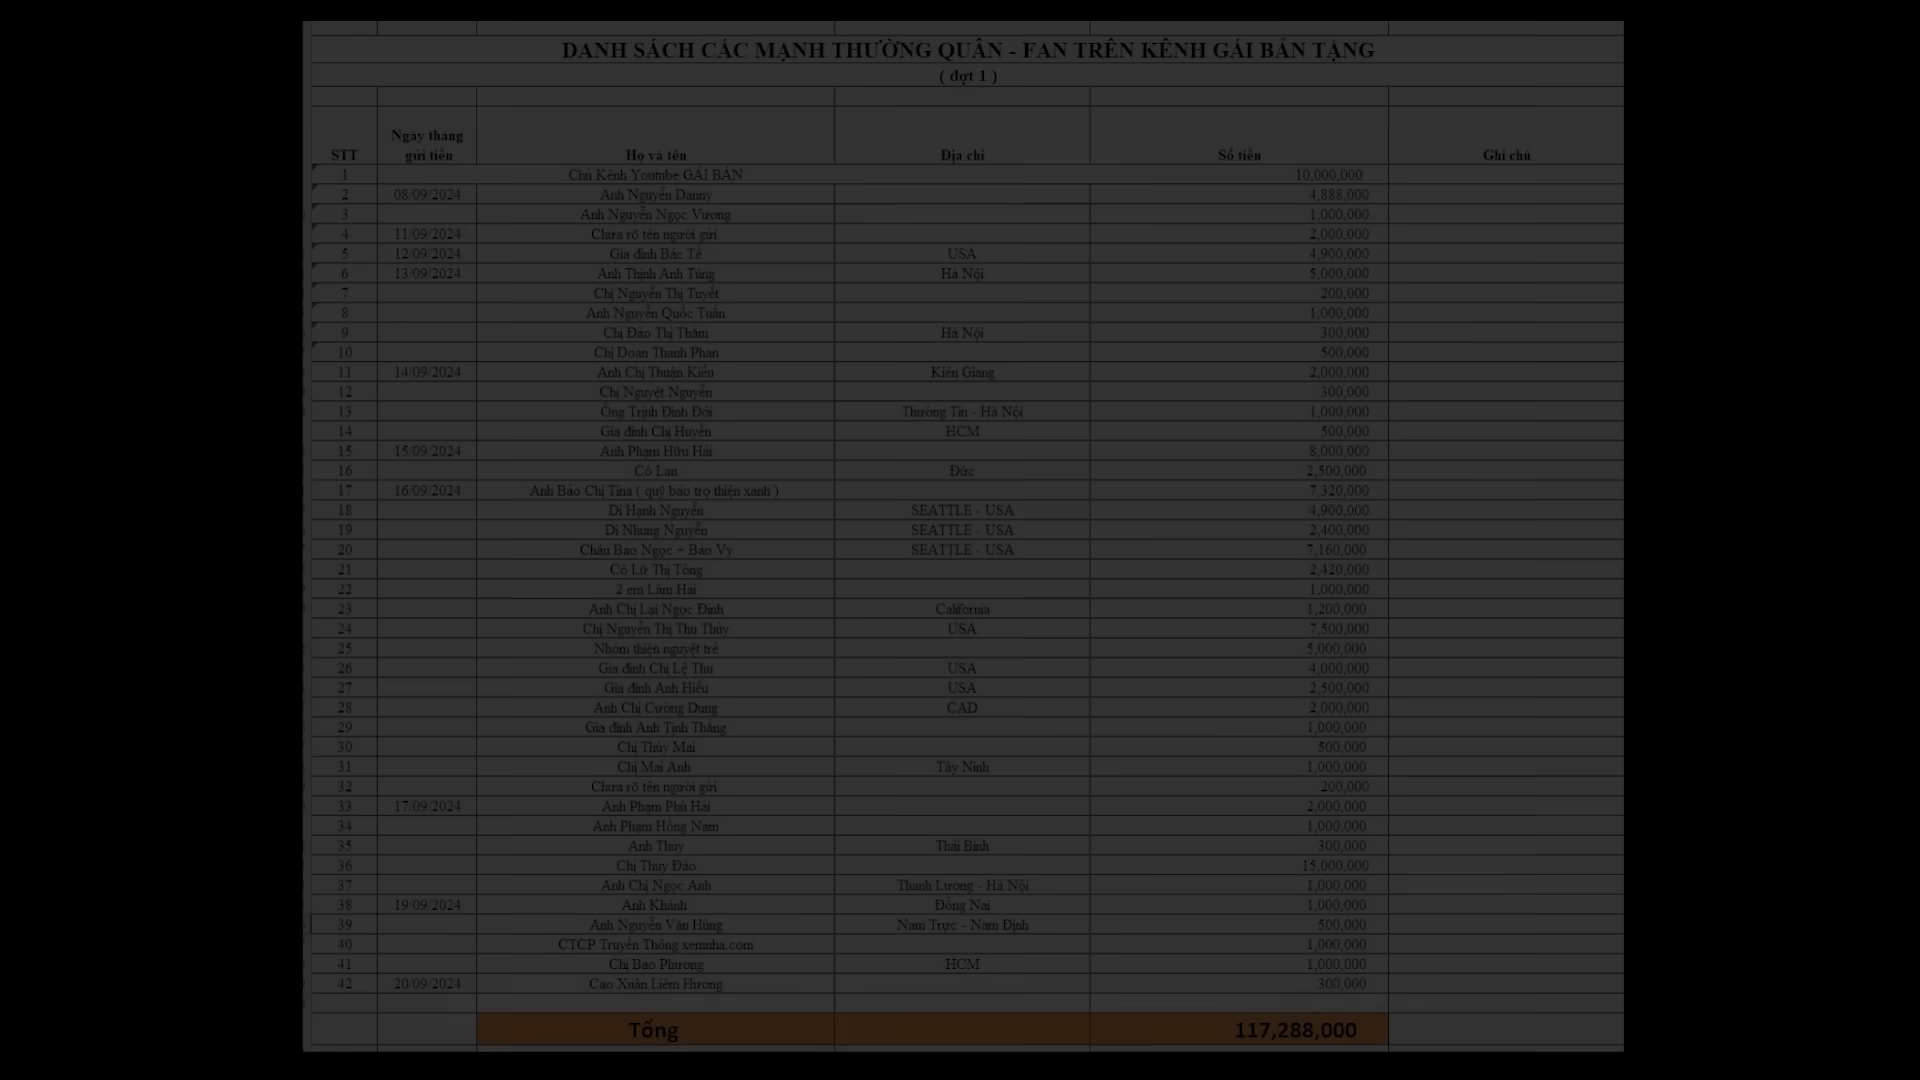 DANH SÁCH CÁC MẠNH THƯỜNG QUÂN - FAN TRÊN KÊNH GÁI BẢN TẶNG
( đợt 1 )
STT Ngày tháng gửi tiền Họ và tên Địa chỉ Số tiền Ghi chú
1 Chủ Kênh Youtube GÁI BẢN 10,000,000
2 08/09/2024 Anh Nguyễn Danny 4,888,000
3 Anh Nguyễn Ngọc Vương 1,000,000
4 11/09/2024 Chưa rõ tên người gửi 2,000,000
5 12/09/2024 Gia đình Bác Tề USA 4,900,000
6 13/09/2024 Anh Thịnh Anh Tùng Hà Nội 5,000,000
7 Chị Nguyễn Thị Tuyết 200,000
8 Anh Nguyễn Quốc Tuấn 1,000,000
9 Chị Đào Thị Thắm Hà Nội 300,000
10 Chị Doan Thanh Phan 500,000
11 14/09/2024 Anh Chị Thuận Kiều Kiên Giang 2,000,000
12 Chị Nguyệt Nguyễn 300,000
13 Ông Trịnh Đình Đôi Thường Tín - Hà Nội 1,000,000
14 Gia đình Chị Huyền HCM 500,000
15 15/09/2024 Anh Phạm Hữu Hải 8,000,000
16 Cô Lan Đức 2,500,000
17 16/09/2024 Anh Bảo Chị Tina ( quỹ bảo trợ thiện xanh ) 7,320,000
18 Dì Hạnh Nguyễn SEATTLE - USA 4,900,000
19 Dì Nhung Nguyễn SEATTLE - USA 2,400,000
20 Cháu Bảo Ngọc + Bảo Vy SEATTLE - USA 7,160,000
21 Cô Lữ Thị Tòng 2,420,000
22 2 em Lâm Hải 1,000,000
23 Anh Chị Lại Ngọc Đinh California 1,200,000
24 Chị Nguyễn Thị Thu Thủy USA 7,500,000
25 Nhóm thiện nguyệt trẻ 5,000,000
26 Gia đình Chị Lệ Thu USA 4,000,000
27 Gia đình Anh Hiếu USA 2,500,000
28 Anh Chị Cường Dung CAD 2,000,000
29 Gia đình Anh Tịnh Thắng 1,000,000
30 Chị Thúy Mai 500,000
31 Chị Mai Anh Tây Ninh 1,000,000
32 Chưa rõ tên người gửi 200,000
33 17/09/2024 Anh Phạm Phú Hải 2,000,000
34 Anh Phạm Hồng Nam 1,000,000
35 Anh Thủy Thái Bình 300,000
36 Chị Thúy Đào 15,000,000
37 Anh Chị Ngọc Anh Thanh Lương - Hà Nội 1,000,000
38 19/09/2024 Anh Khánh Đồng Nai 1,000,000
39 Anh Nguyễn Văn Hùng Nam Trực - Nam Định 500,000
40 CTCP Truyền Thông xemnha.com 1,000,000
41 Chị Bảo Phương HCM 1,000,000
42 20/09/2024 Cao Xuân Liêm Hương 300,000
Tổng 117,288,000